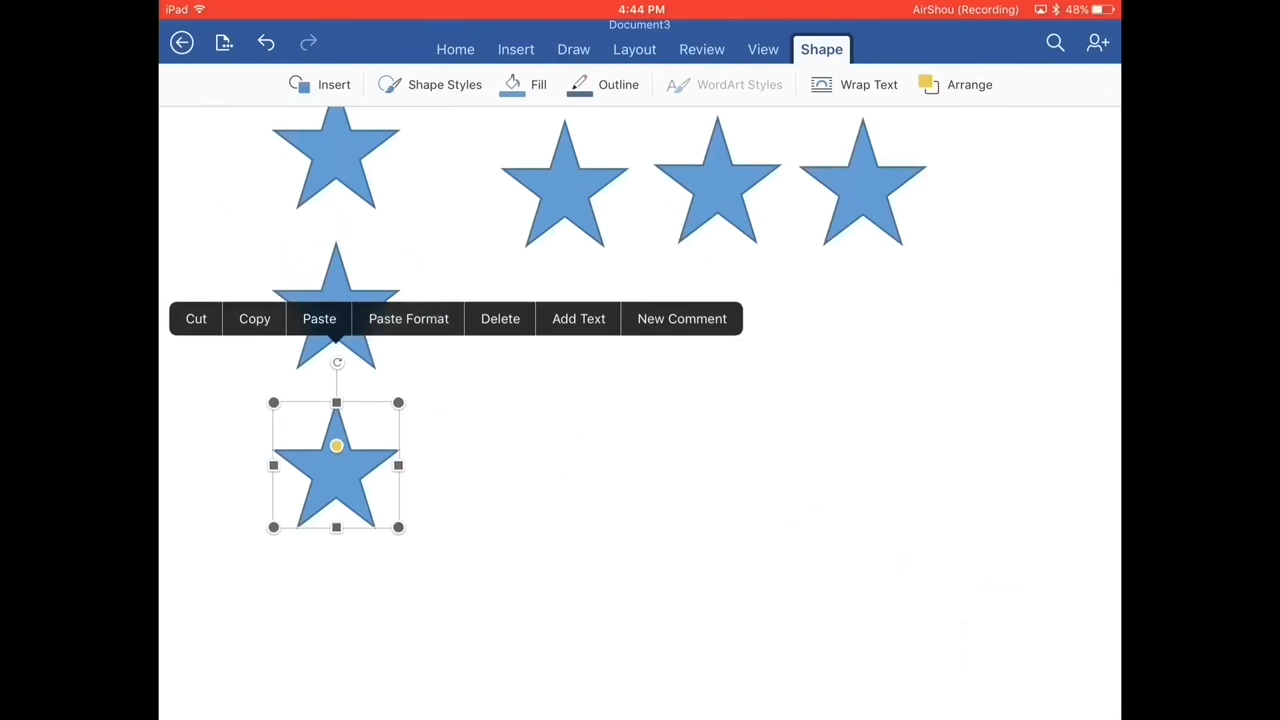 iPad 4:44 PM AirShou (Recording) 48%
Document3
Home Insert Draw Layout Review View Shape
Insert Shape Styles Fill Outline WordArt Styles Wrap Text Arrange
Cut Copy Paste Paste Format Delete Add Text New Comment